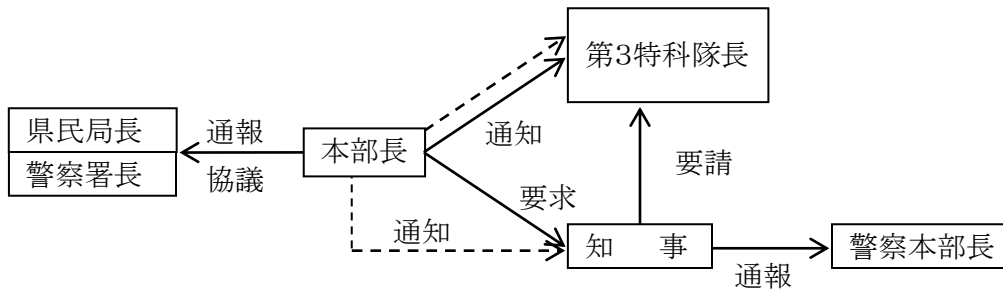 第3特科隊長
県民局長
通報
本部長
通知
警察署長
協議
要請
要求
通知
知　　事
警察本部長
通報